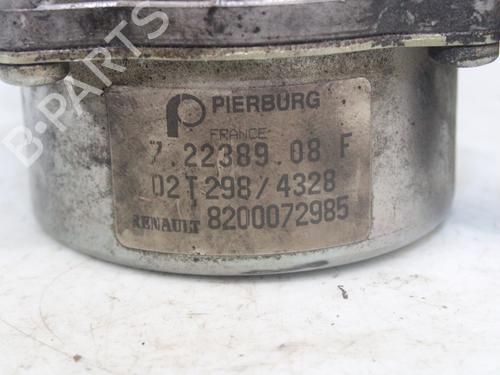 B-PARTS
PIERBURG
FRANCE
7.22389.08 F
02T298/4328
RENAULT 8200072985